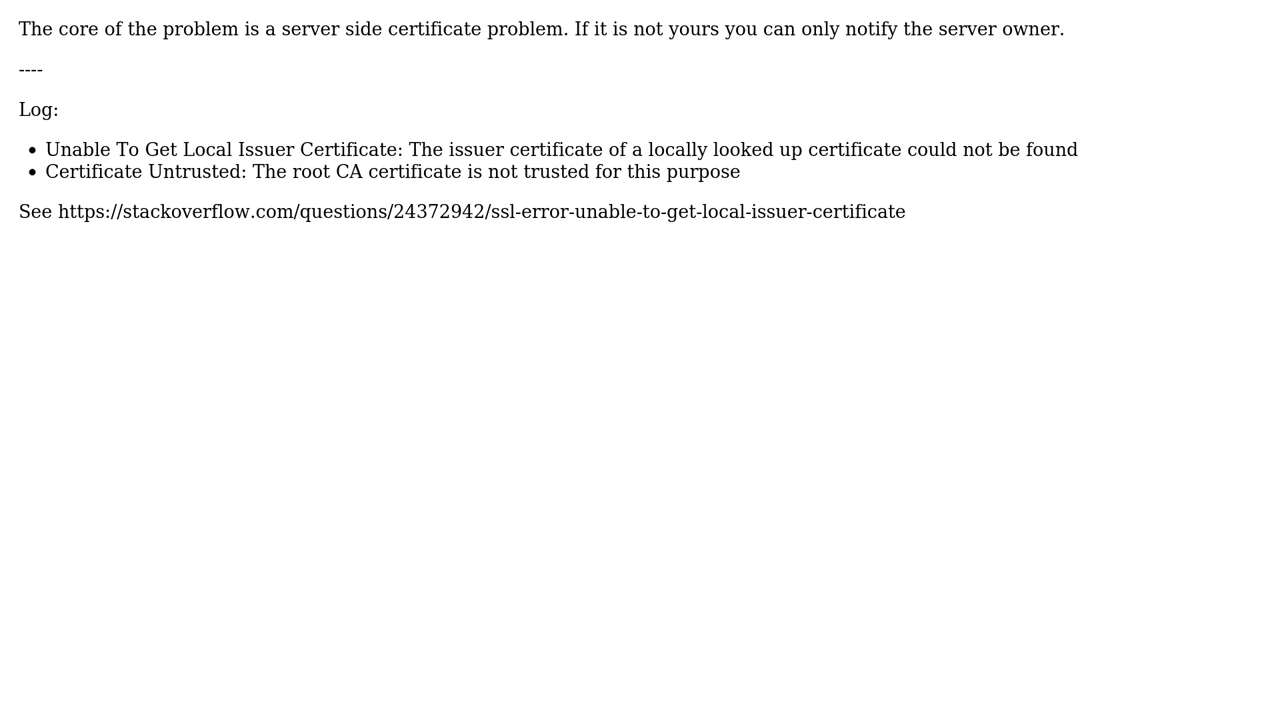 The core of the problem is a server side certificate problem. If it is not yours you can only notify the server owner.
----
Log:
• Unable To Get Local Issuer Certificate: The issuer certificate of a locally looked up certificate could not be found
• Certificate Untrusted: The root CA certificate is not trusted for this purpose
See https://stackoverflow.com/questions/24372942/ssl-error-unable-to-get-local-issuer-certificate